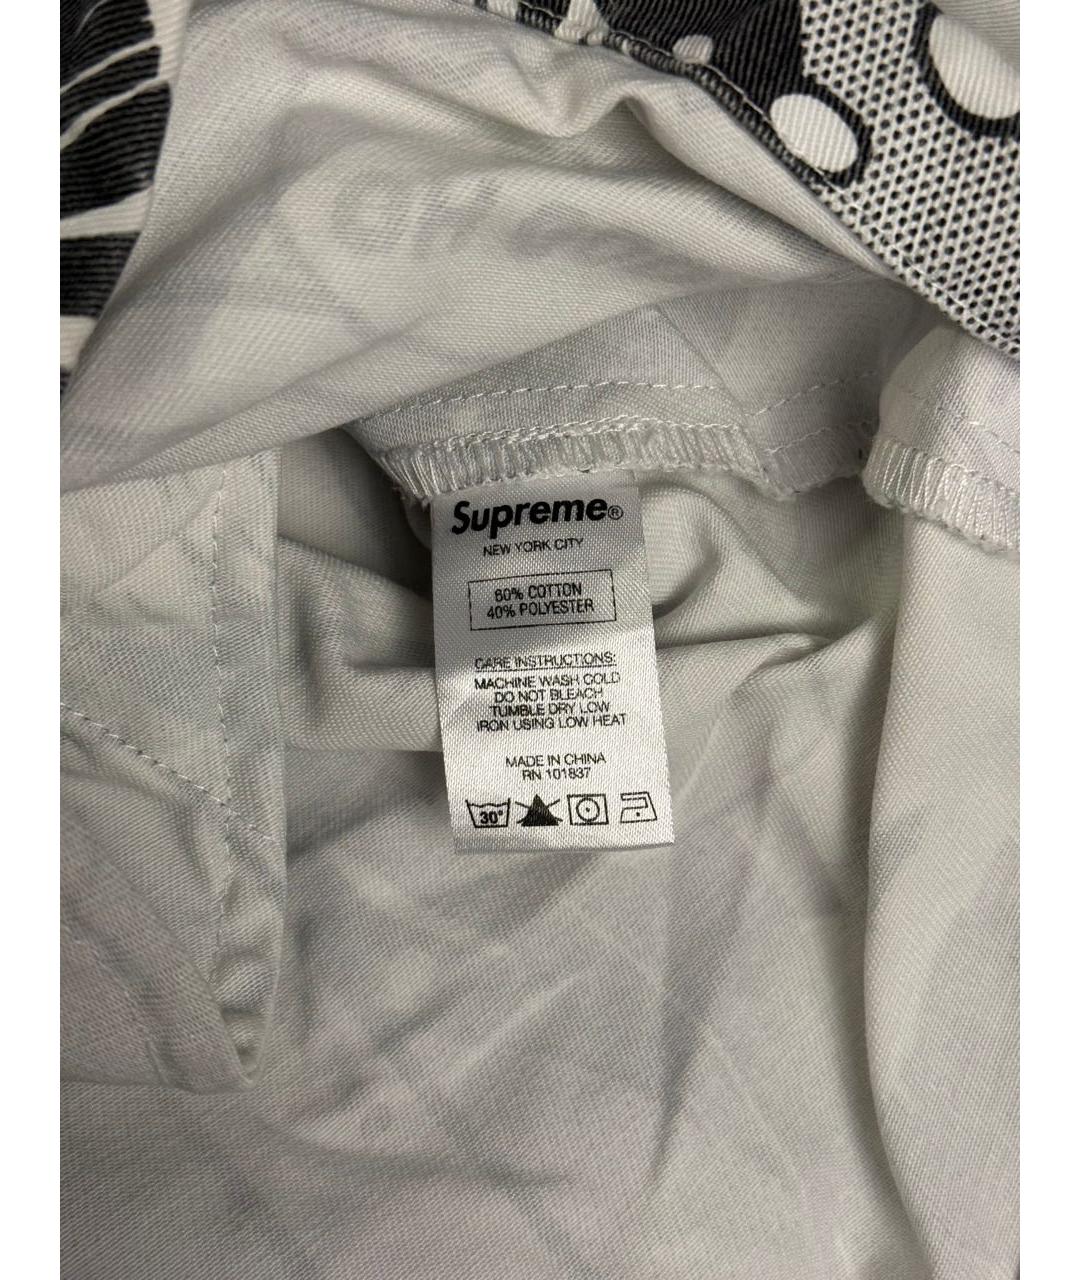 Supreme®
NEW YORK CITY
60% COTTON
40% POLYESTER
CARE INSTRUCTIONS:
MACHINE WASH COLD
DO NOT BLEACH
TUMBLE DRY LOW
IRON USING LOW HEAT
MADE IN CHINA
RN 101837
30°